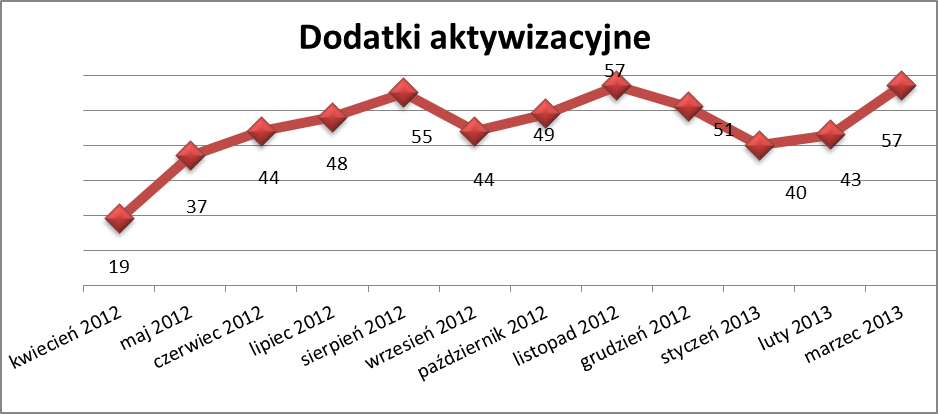 Dodatki aktywizacyjne
19
37
44
48
55
44
49
57
51
40
43
57
kwiecień 2012
maj 2012
czerwiec 2012
lipiec 2012
sierpień 2012
wrzesień 2012
październik 2012
listopad 2012
grudzień 2012
styczeń 2013
luty 2013
marzec 2013